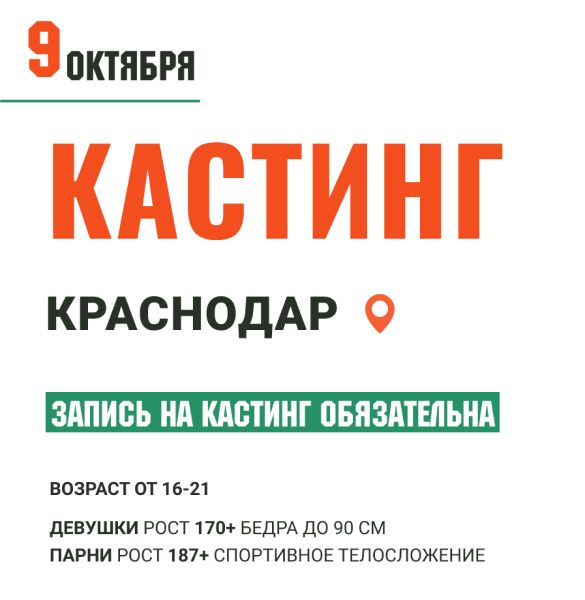 9 ОКТЯБРЯ
КАСТИНГ
КРАСНОДАР
ЗАПИСЬ НА КАСТИНГ ОБЯЗАТЕЛЬНА
ВОЗРАСТ ОТ 16-21
ДЕВУШКИ РОСТ 170+ БЕДРА ДО 90 СМ
ПАРНИ РОСТ 187+ СПОРТИВНОЕ ТЕЛОСЛОЖЕНИЕ